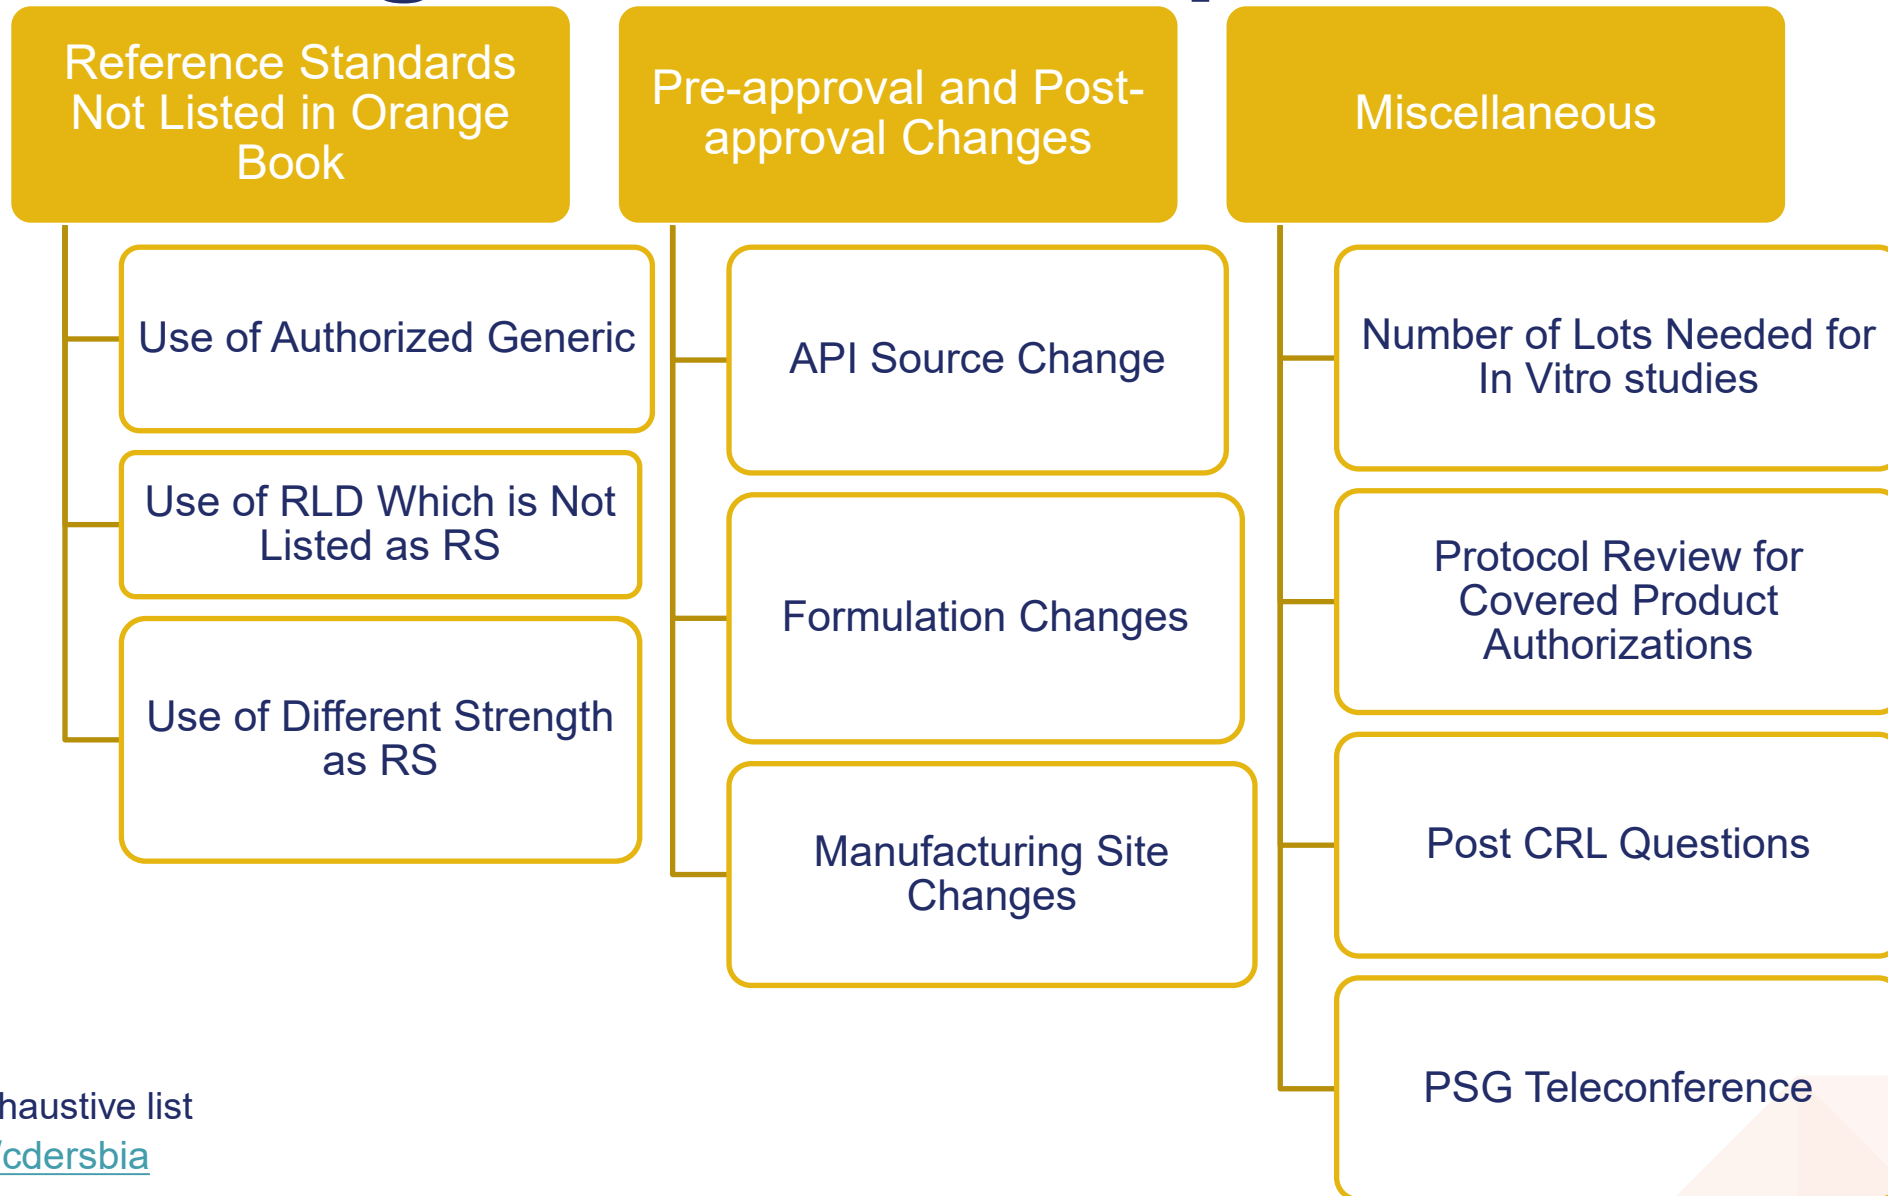 Reference Standards
Not Listed in Orange
Book
Use of Authorized Generic
Use of RLD Which is Not
Listed as RS
Use of Different Strength
as RS
Pre-approval and Post-
approval Changes
API Source Change
Formulation Changes
Manufacturing Site
Changes
Miscellaneous
Number of Lots Needed for
In Vitro studies
Protocol Review for
Covered Product
Authorizations
Post CRL Questions
PSG Teleconference
haustive list
/cdersbia